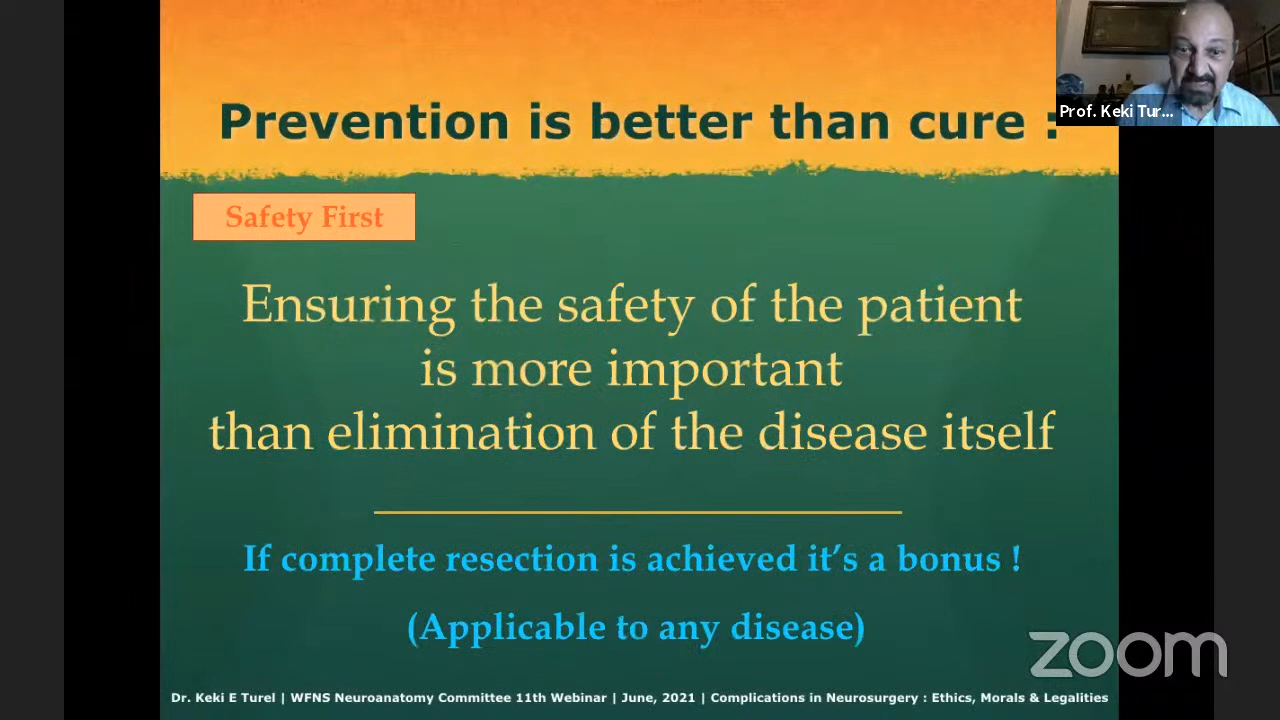 Prevention is better than cure :
Prof. Keki Tur...
Safety First
Ensuring the safety of the patient
is more important
than elimination of the disease itself
If complete resection is achieved it’s a bonus !
(Applicable to any disease)
zoom
Dr. Keki E Turel | WFNS Neuroanatomy Committee 11th Webinar | June, 2021 | Complications in Neurosurgery : Ethics, Morals & Legalities